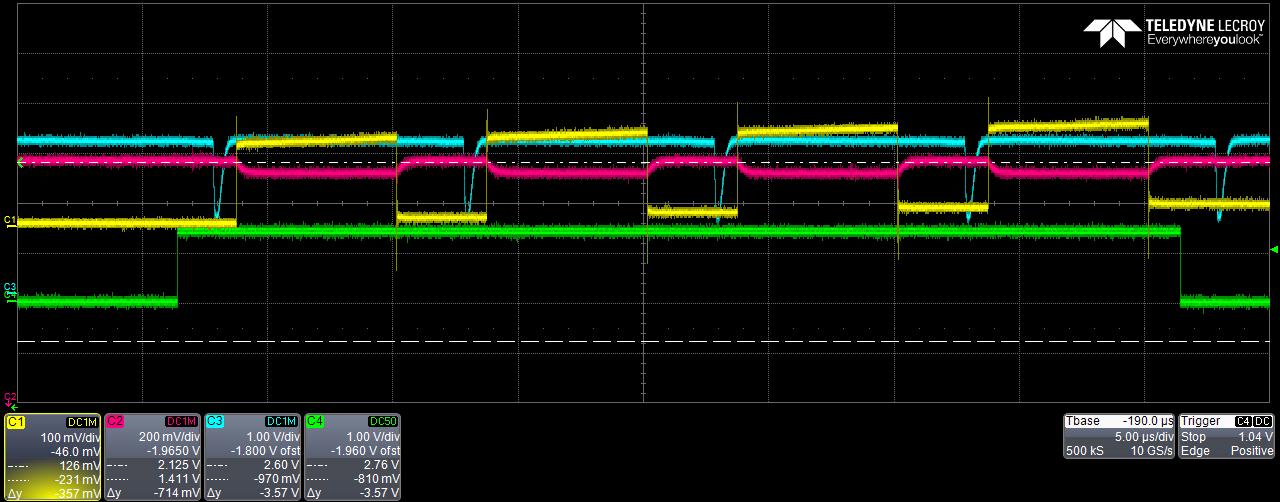 TELEDYNE LECROY
Everywhereyoulook™
C1
C3
C2
C1 DC1M
100 mV/div
-46.0 mV
126 mV
-231 mV
Δy -357 mV
C2 DC1M
200 mV/div
-1.9650 V
2.125 V
1.411 V
Δy -714 mV
C3 DC1M
1.00 V/div
-1.800 V ofst
2.60 V
-970 mV
Δy -3.57 V
C4 DC50
1.00 V/div
-1.960 V ofst
2.76 V
-810 mV
Δy -3.57 V
Tbase -190.0 µs
5.00 µs/div
500 kS 10 GS/s
Trigger C4 DC
Stop 1.04 V
Edge Positive